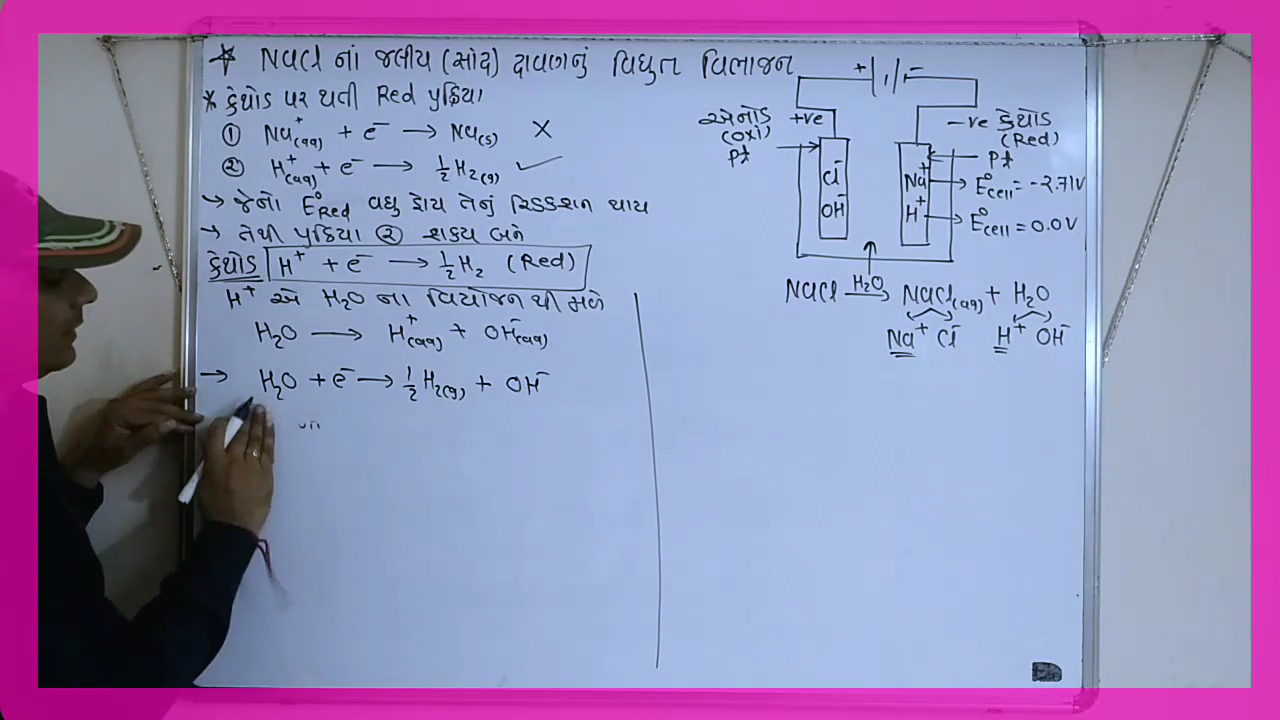 * NaCl નાં જલીય (સાંદ્ર) દ્રાવણનું વિદ્યુત વિભાજન
* કેથોડ પર થતી Red પ્રક્રિયા
① Na⁺(aq) + e⁻ → Na(s) X
② H⁺(aq) + e⁻ → ½H₂(g) ✓
→ જેનો E°Red વધુ હોય તેનું રિડકશન થાય
→ તેથી પ્રક્રિયા ② શક્ય બને
કેથોડ H⁺ + e⁻ → ½H₂ (Red)
H⁺ એ H₂O ના વિયોજન થી મળે
H₂O → H⁺(aq) + OH⁻(aq)
→ H₂O + e⁻ → ½H₂(g) + OH⁻
+ −
એનોડ +ve
(oxi)
Pt
−ve કેથોડ
(Red)
Pt
Cl⁻
OH⁻
Na⁺ → E°cell = −2.71V
H⁺ → E°cell = 0.0V
NaCl H₂O→ NaCl(aq) + H₂O
Na⁺ Cl⁻ H⁺ OH⁻